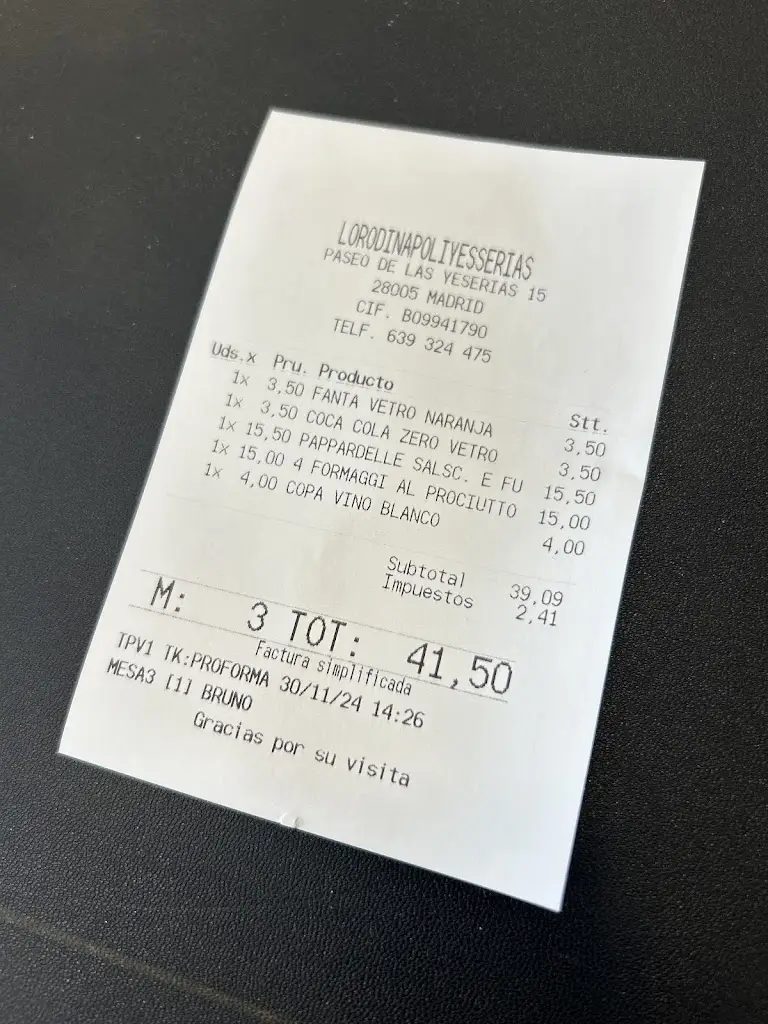 LORODINAPOLIYESSERIAS
PASEO DE LAS YESERIAS 15
28005 MADRID
CIF. B09941790
TELF. 639 324 475
Uds.x Pru. Producto Stt.
1x 3,50 FANTA VETRO NARANJA 3,50
1x 3,50 COCA COLA ZERO VETRO 3,50
1x 15,50 PAPPARDELLE SALSC. E FU 15,50
1x 15,00 4 FORMAGGI AL PROCIUTTO 15,00
1x 4,00 COPA VINO BLANCO 4,00
Subtotal 39,09
Impuestos 2,41
M: 3 TOT: 41,50
Factura simplificada
TPV1 TK:PROFORMA 30/11/24 14:26
MESA3 [1] BRUNO
Gracias por su visita